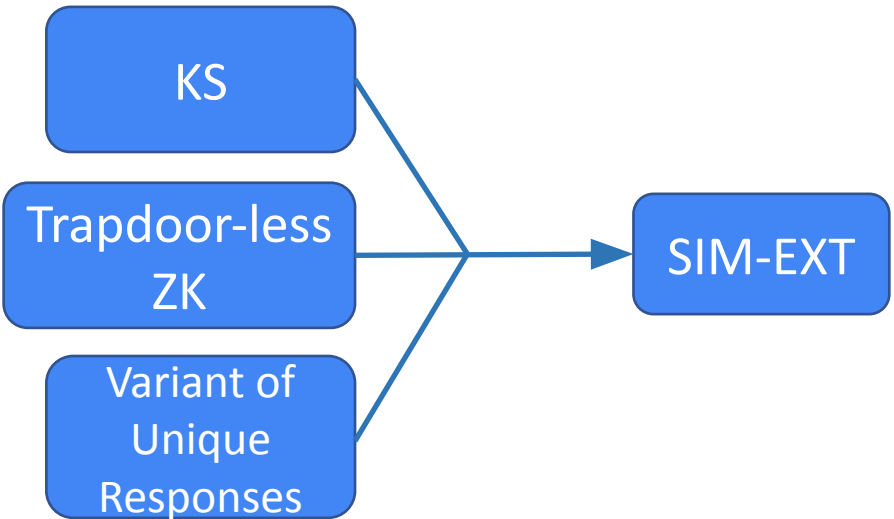 KS
Trapdoor-less
ZK
SIM-EXT
Variant of
Unique
Responses